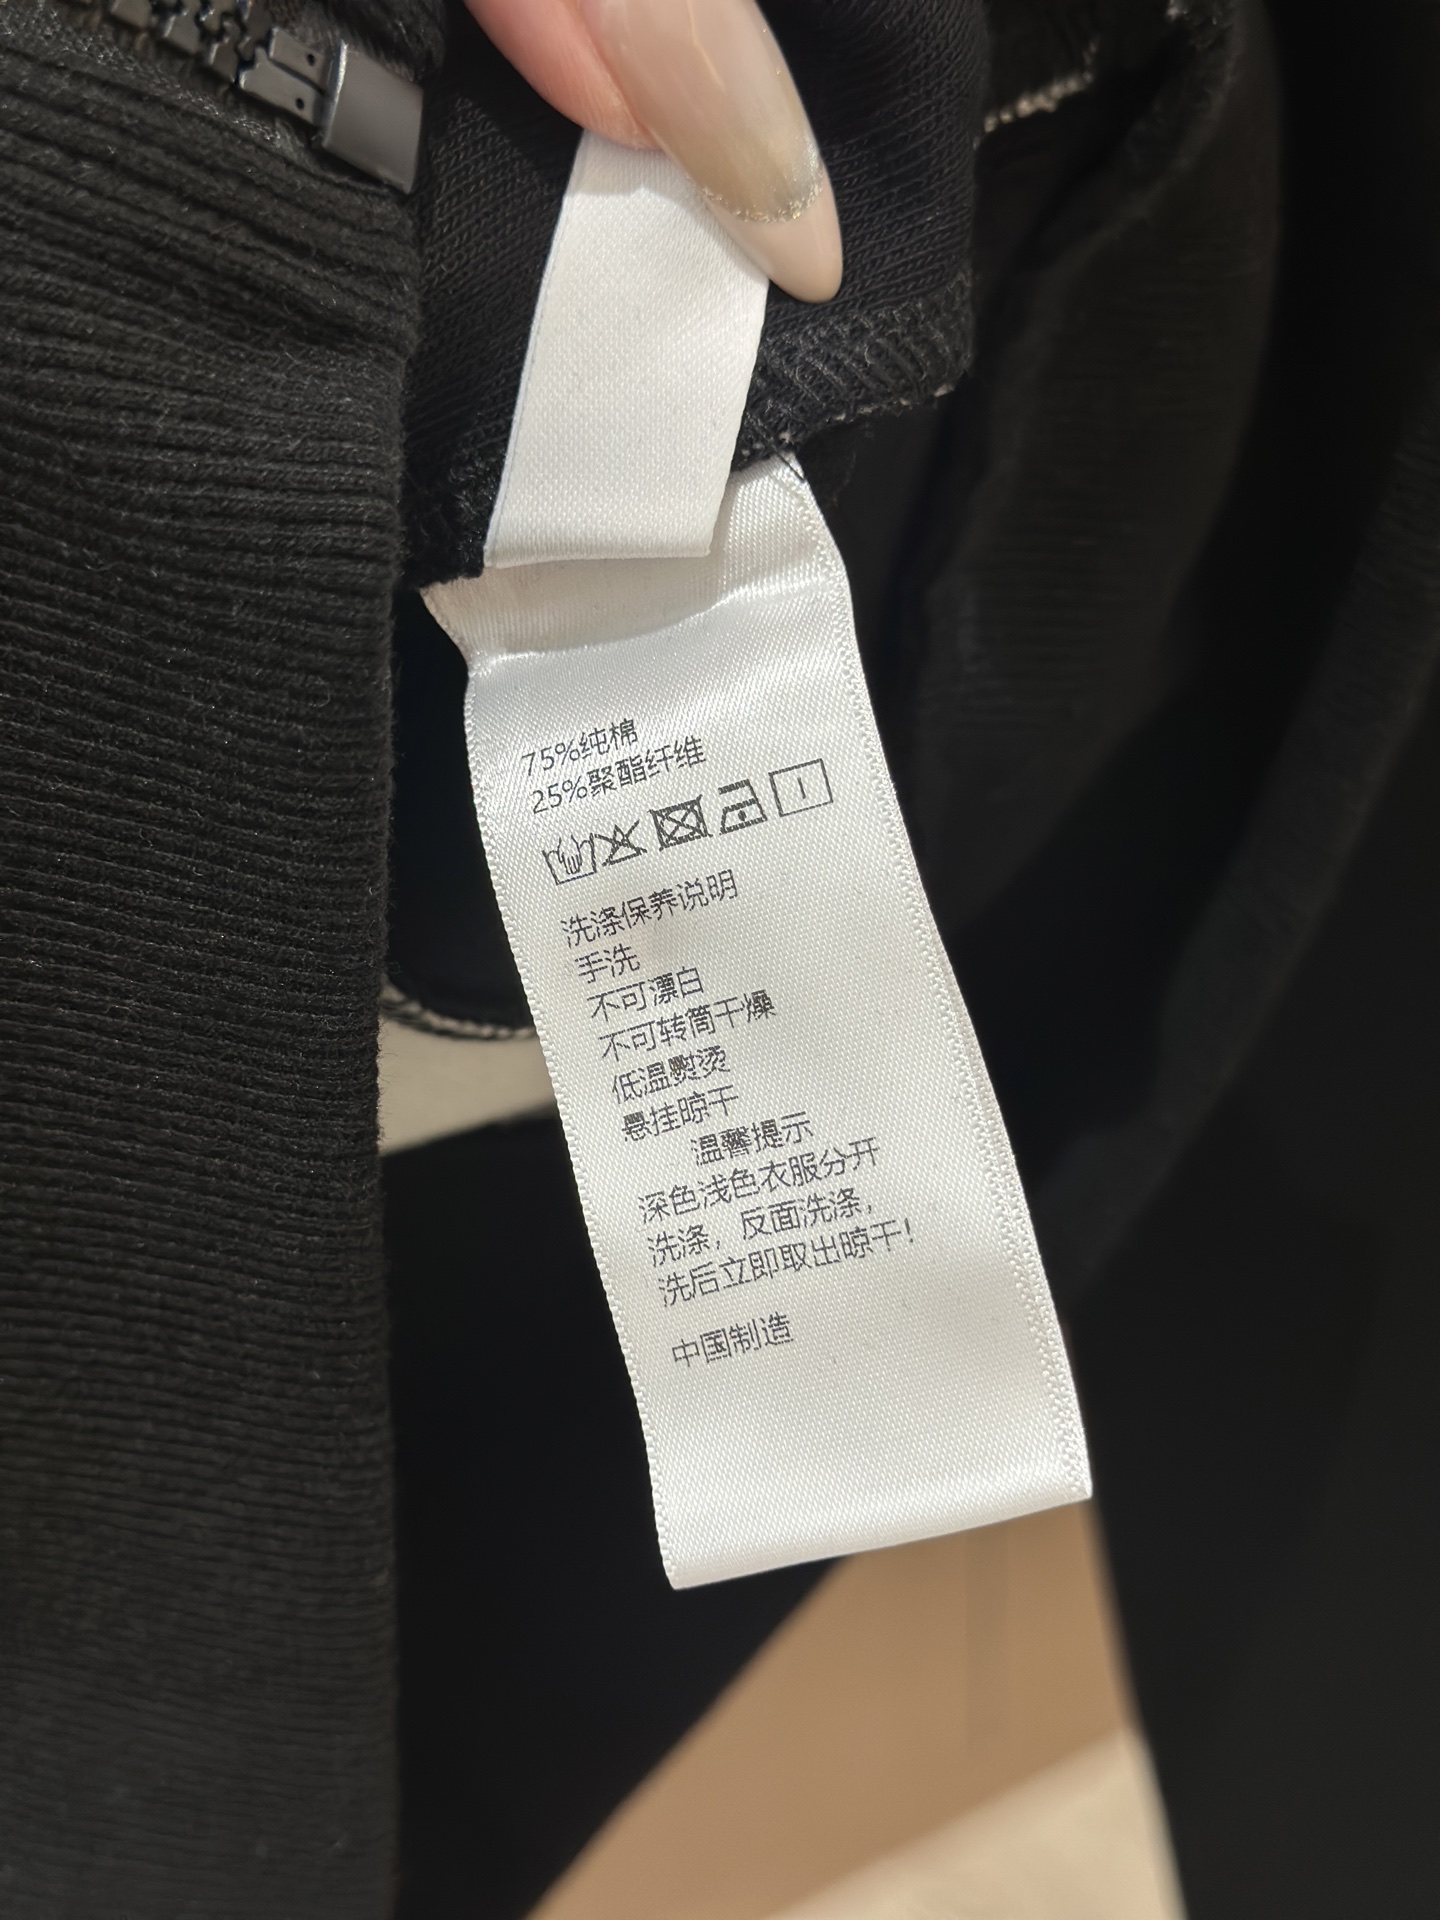 75%纯棉
25%聚酯纤维
洗涤保养说明
手洗
不可漂白
不可转筒干燥
低温熨烫
悬挂晾干
温馨提示
深色浅色衣服分开
洗涤，反面洗涤，
洗后立即取出晾干！
中国制造